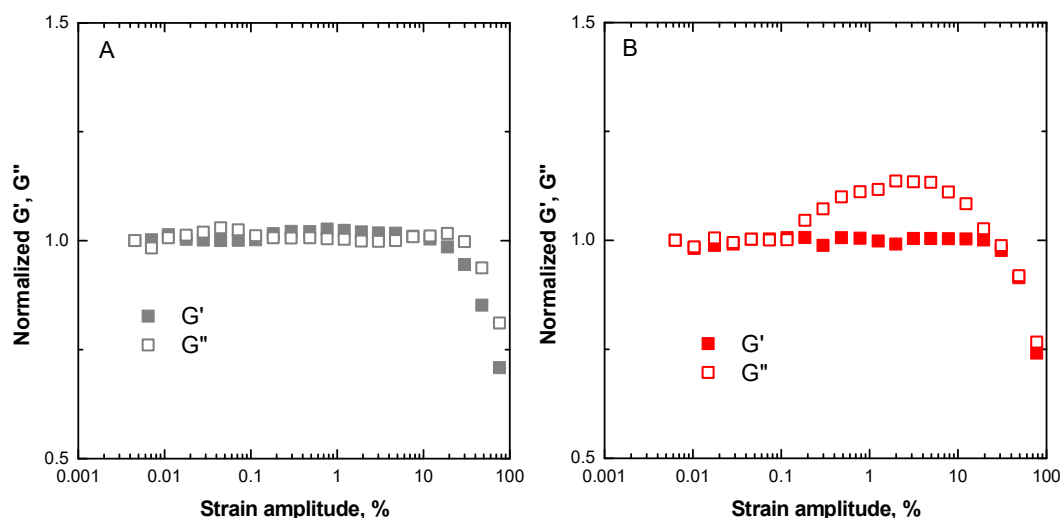 A
1.5
1.0
0.5
Normalized G', G"
G'
G"
0.001 0.01 0.1 1 10 100
Strain amplitude, %
B
1.5
1.0
0.5
Normalized G', G"
G'
G"
0.001 0.01 0.1 1 10 100
Strain amplitude, %